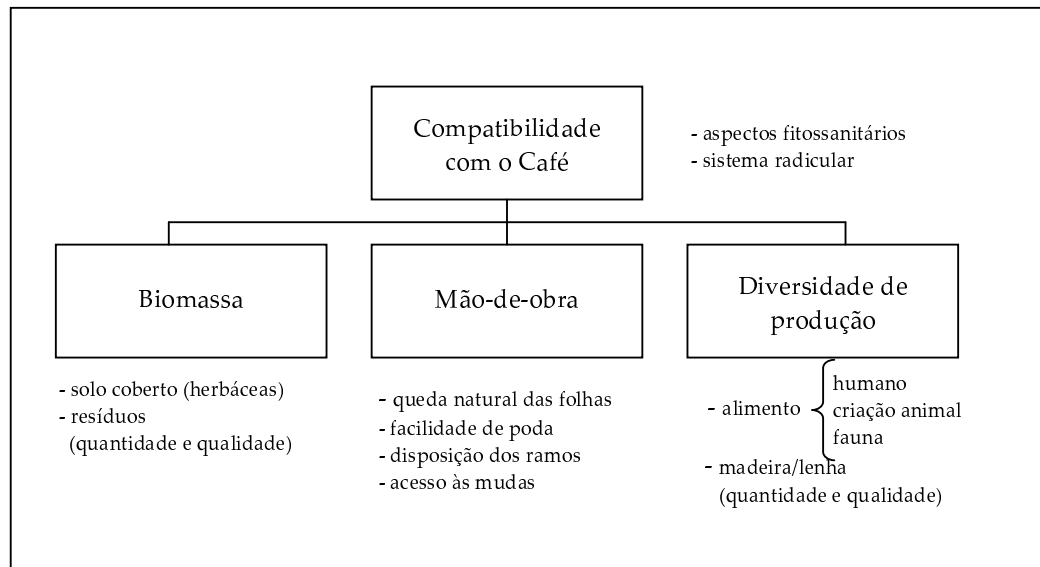 Compatibilidade
com o Café
- aspectos fitossanitários
- sistema radicular
Biomassa
Mão-de-obra
Diversidade de
produção
- solo coberto (herbáceas)
- resíduos
(quantidade e qualidade)
- queda natural das folhas
- facilidade de poda
- disposição dos ramos
- acesso às mudas
- alimento
humano
criação animal
fauna
- madeira/lenha
(quantidade e qualidade)